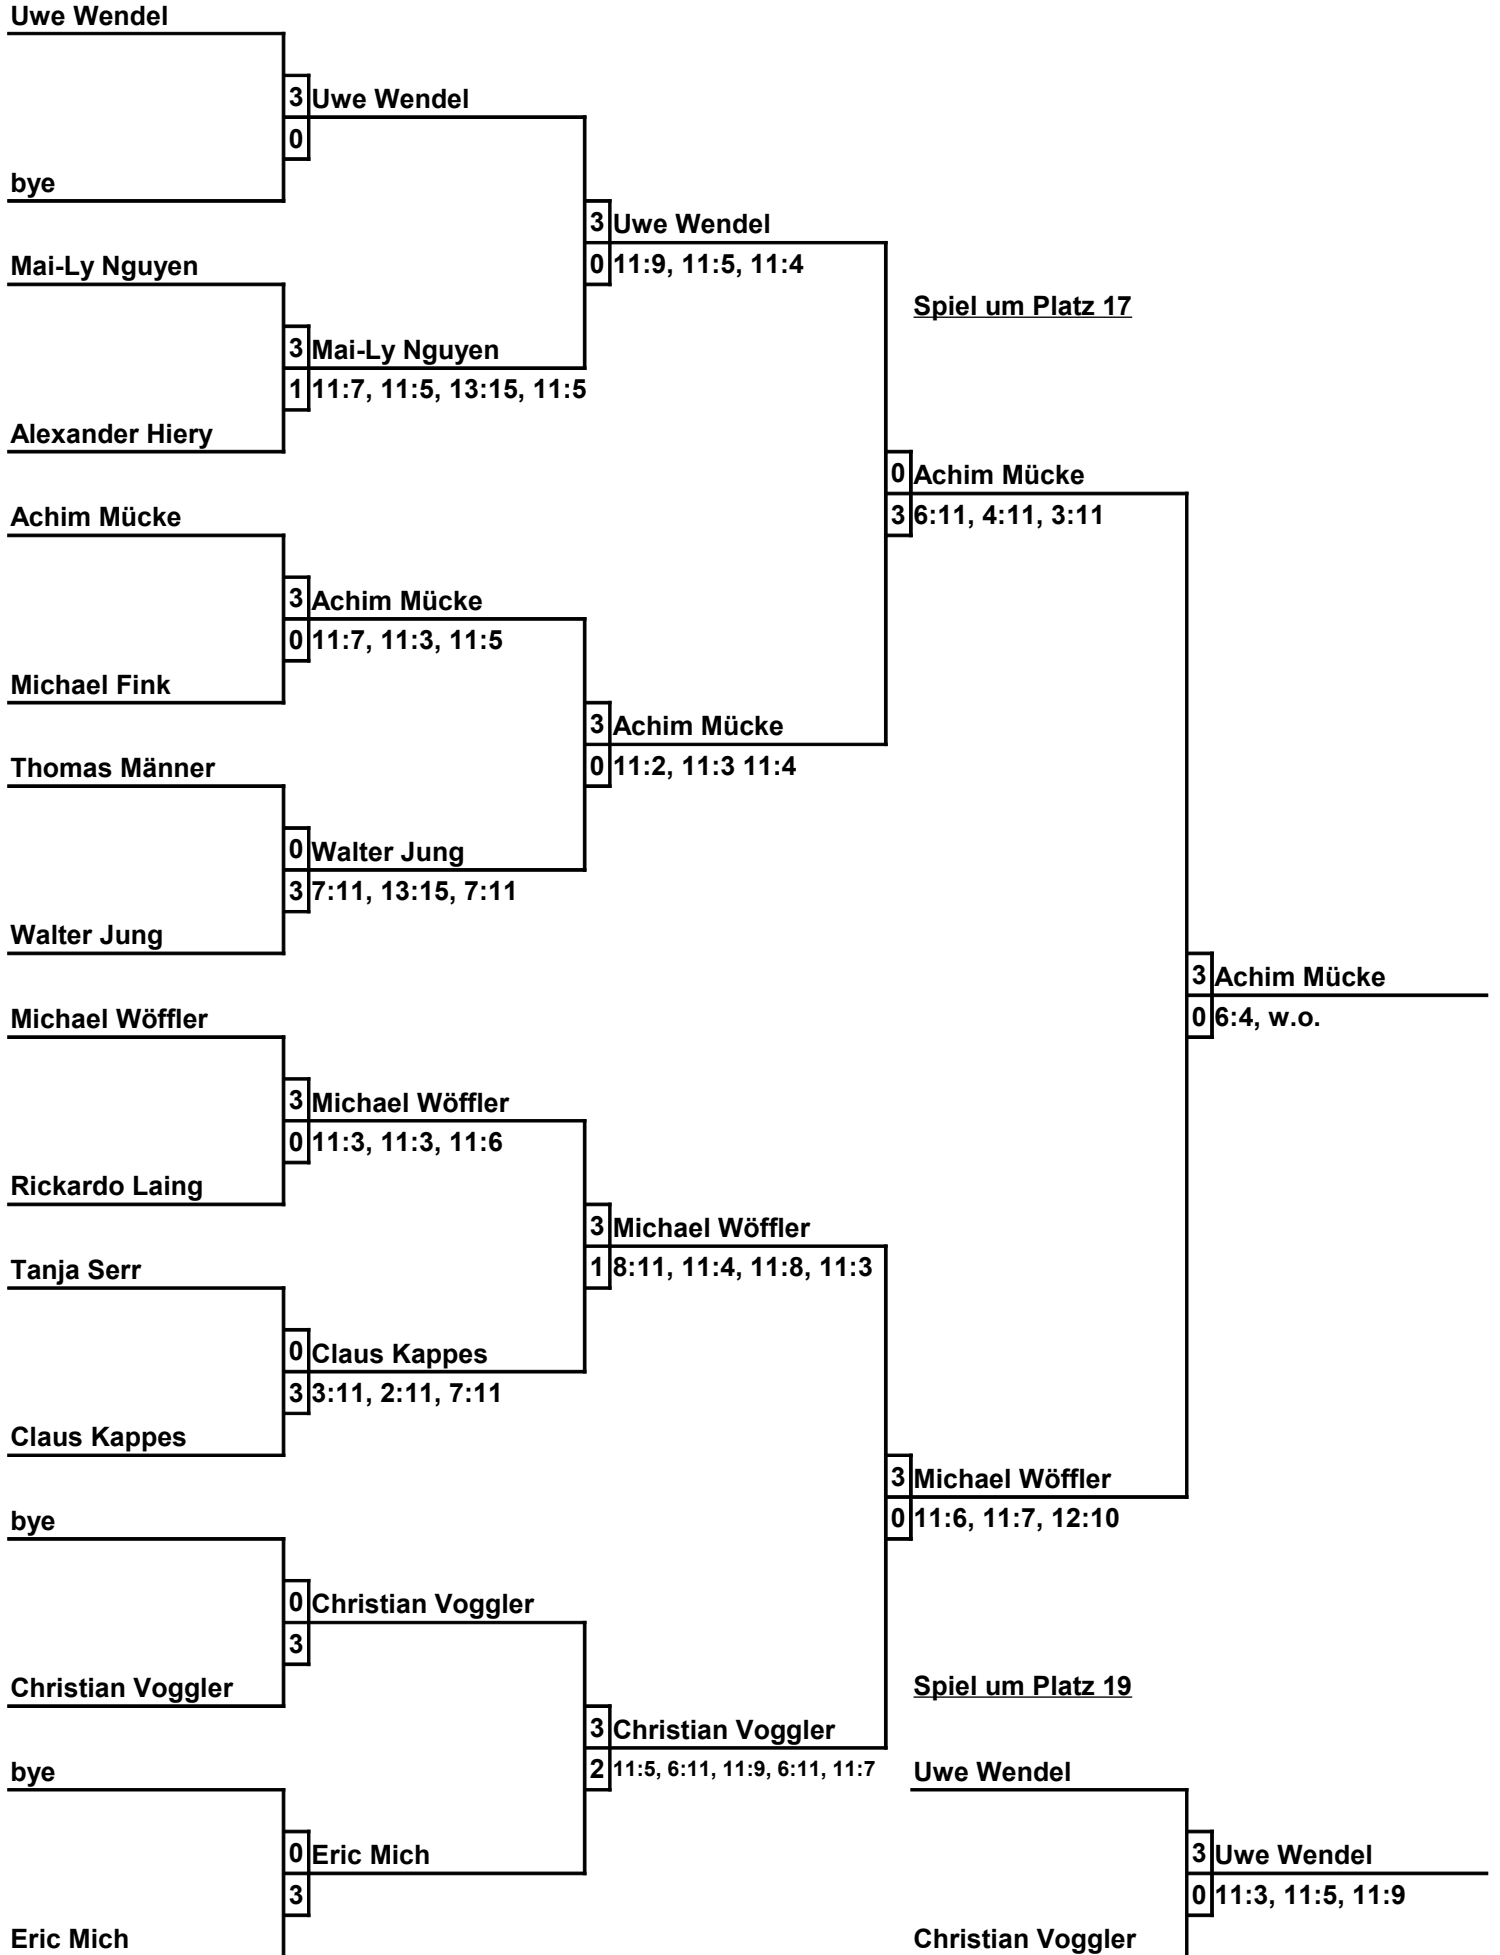 Uwe Wendel
3 Uwe Wendel
0
bye
3 Uwe Wendel
Mai-Ly Nguyen
0 11:9, 11:5, 11:4
Spiel um Platz 17
3 Mai-Ly Nguyen
1 11:7, 11:5, 13:15, 11:5
Alexander Hiery
0 Achim Mücke
Achim Mücke
3 6:11, 4:11, 3:11
3 Achim Mücke
0 11:7, 11:3, 11:5
Michael Fink
3 Achim Mücke
Thomas Männer
0 11:2, 11:3 11:4
0 Walter Jung
3 7:11, 13:15, 7:11
Walter Jung
3 Achim Mücke
Michael Wöffler
0 6:4, w.o.
3 Michael Wöffler
0 11:3, 11:3, 11:6
Rickardo Laing
3 Michael Wöffler
Tanja Serr
1 8:11, 11:4, 11:8, 11:3
0 Claus Kappes
3 3:11, 2:11, 7:11
Claus Kappes
3 Michael Wöffler
bye
0 11:6, 11:7, 12:10
0 Christian Voggler
3
Christian Voggler
Spiel um Platz 19
3 Christian Voggler
bye
2 11:5, 6:11, 11:9, 6:11, 11:7
Uwe Wendel
0 Eric Mich
3 Uwe Wendel
3
0 11:3, 11:5, 11:9
Eric Mich
Christian Voggler